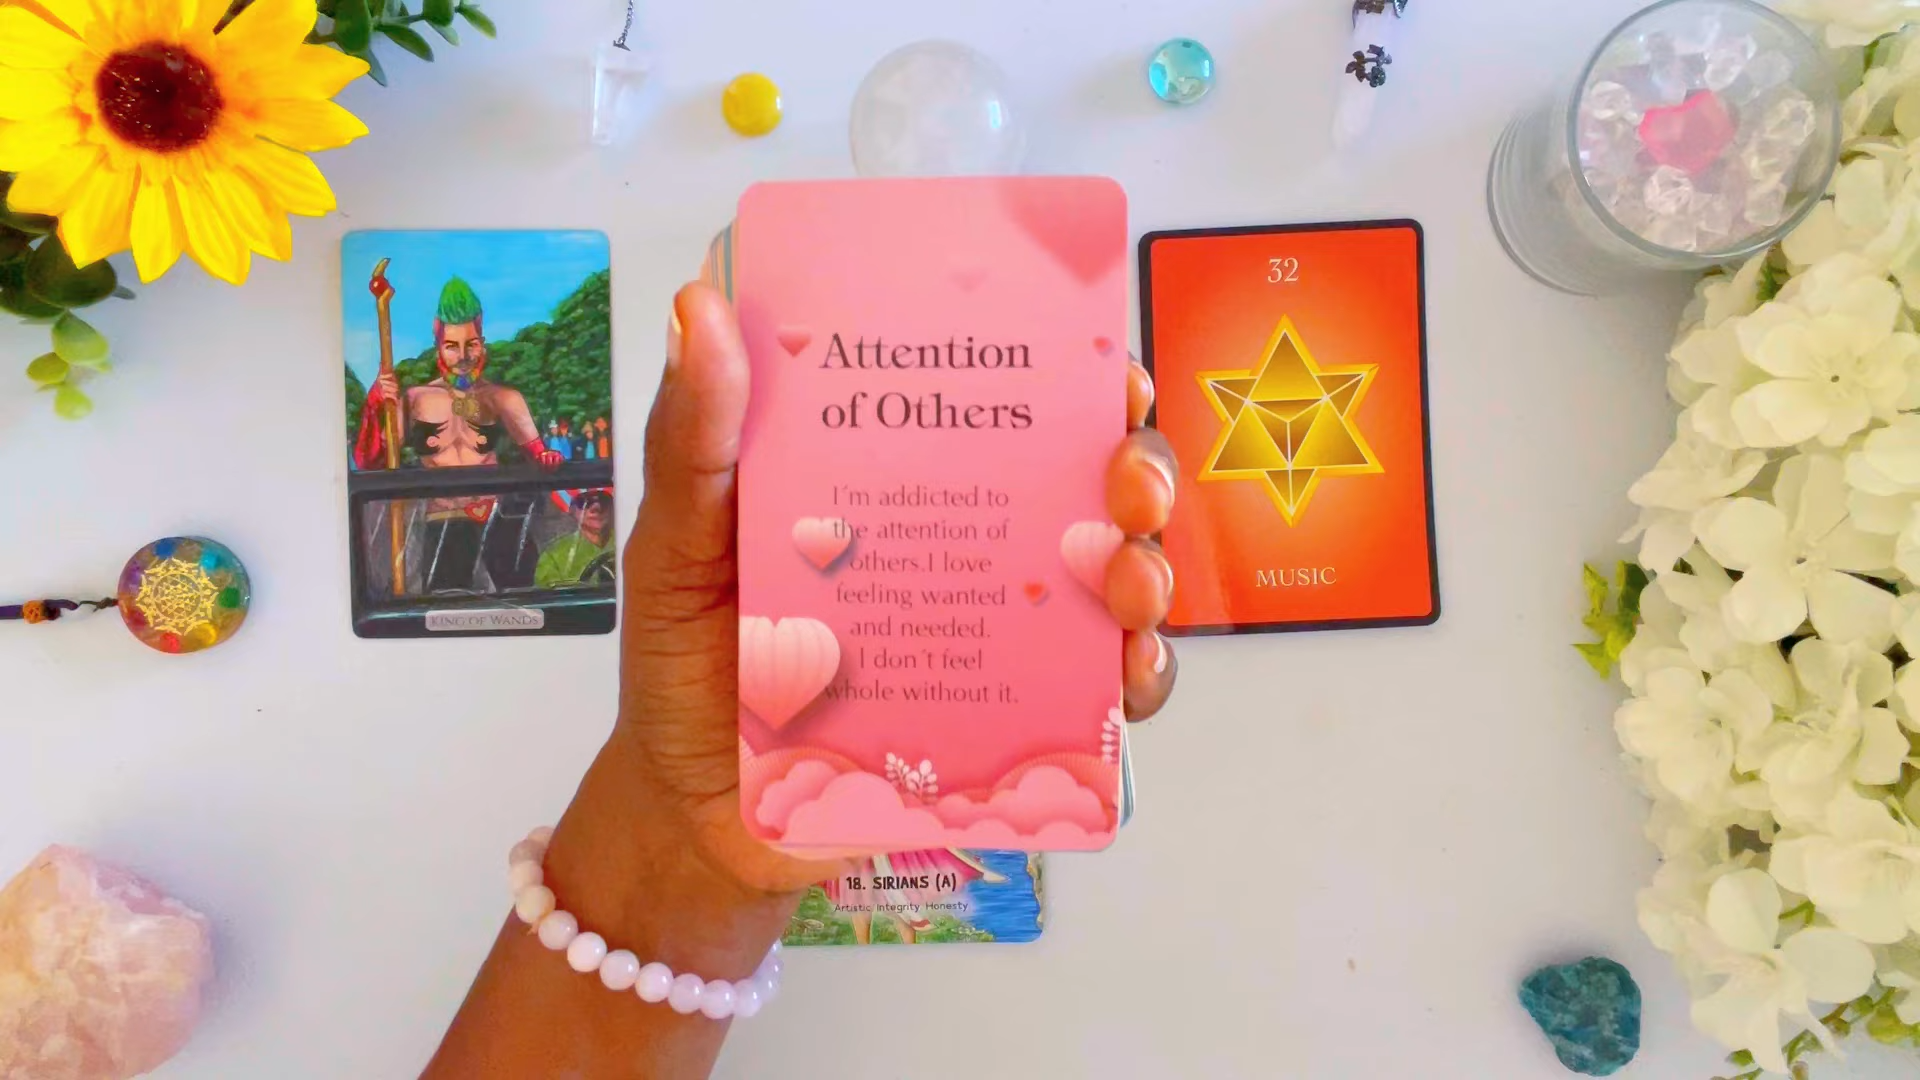 Attention
of Others
I´m addicted to
the attention of
others.I love
feeling wanted
and needed.
I don´t feel
whole without it.
KING OF WANDS
32
MUSIC
18. SIRIANS (A)
Artistic Integrity Honesty